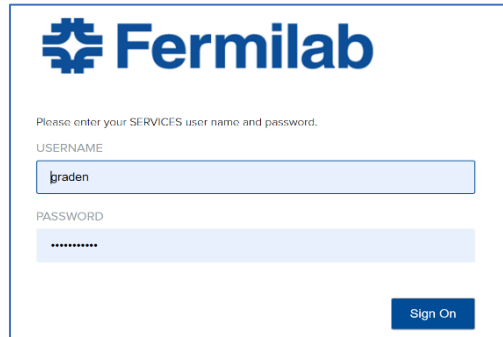 Fermilab
Please enter your SERVICES user name and password.
USERNAME
graden
PASSWORD
•••••••••••
Sign On